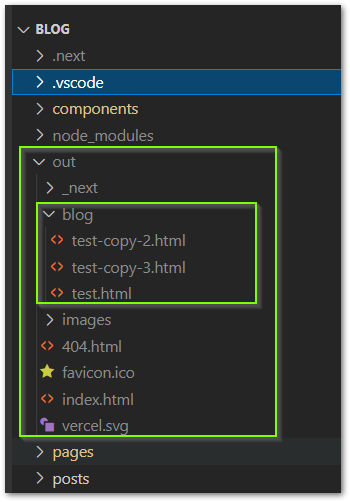 BLOG
.next
.vscode
components
node_modules
out
_next
blog
test-copy-2.html
test-copy-3.html
test.html
images
404.html
favicon.ico
index.html
vercel.svg
pages
posts